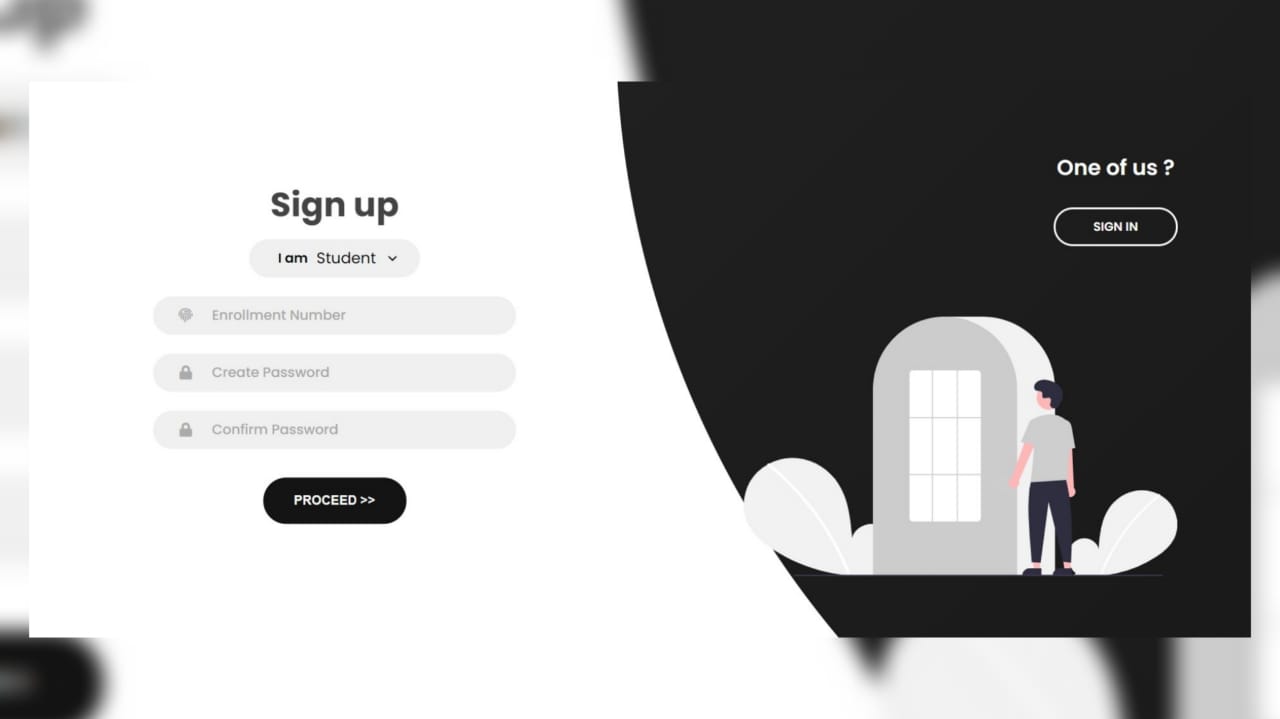 Sign up
I am Student
Enrollment Number
Create Password
Confirm Password
PROCEED >>
One of us ?
SIGN IN